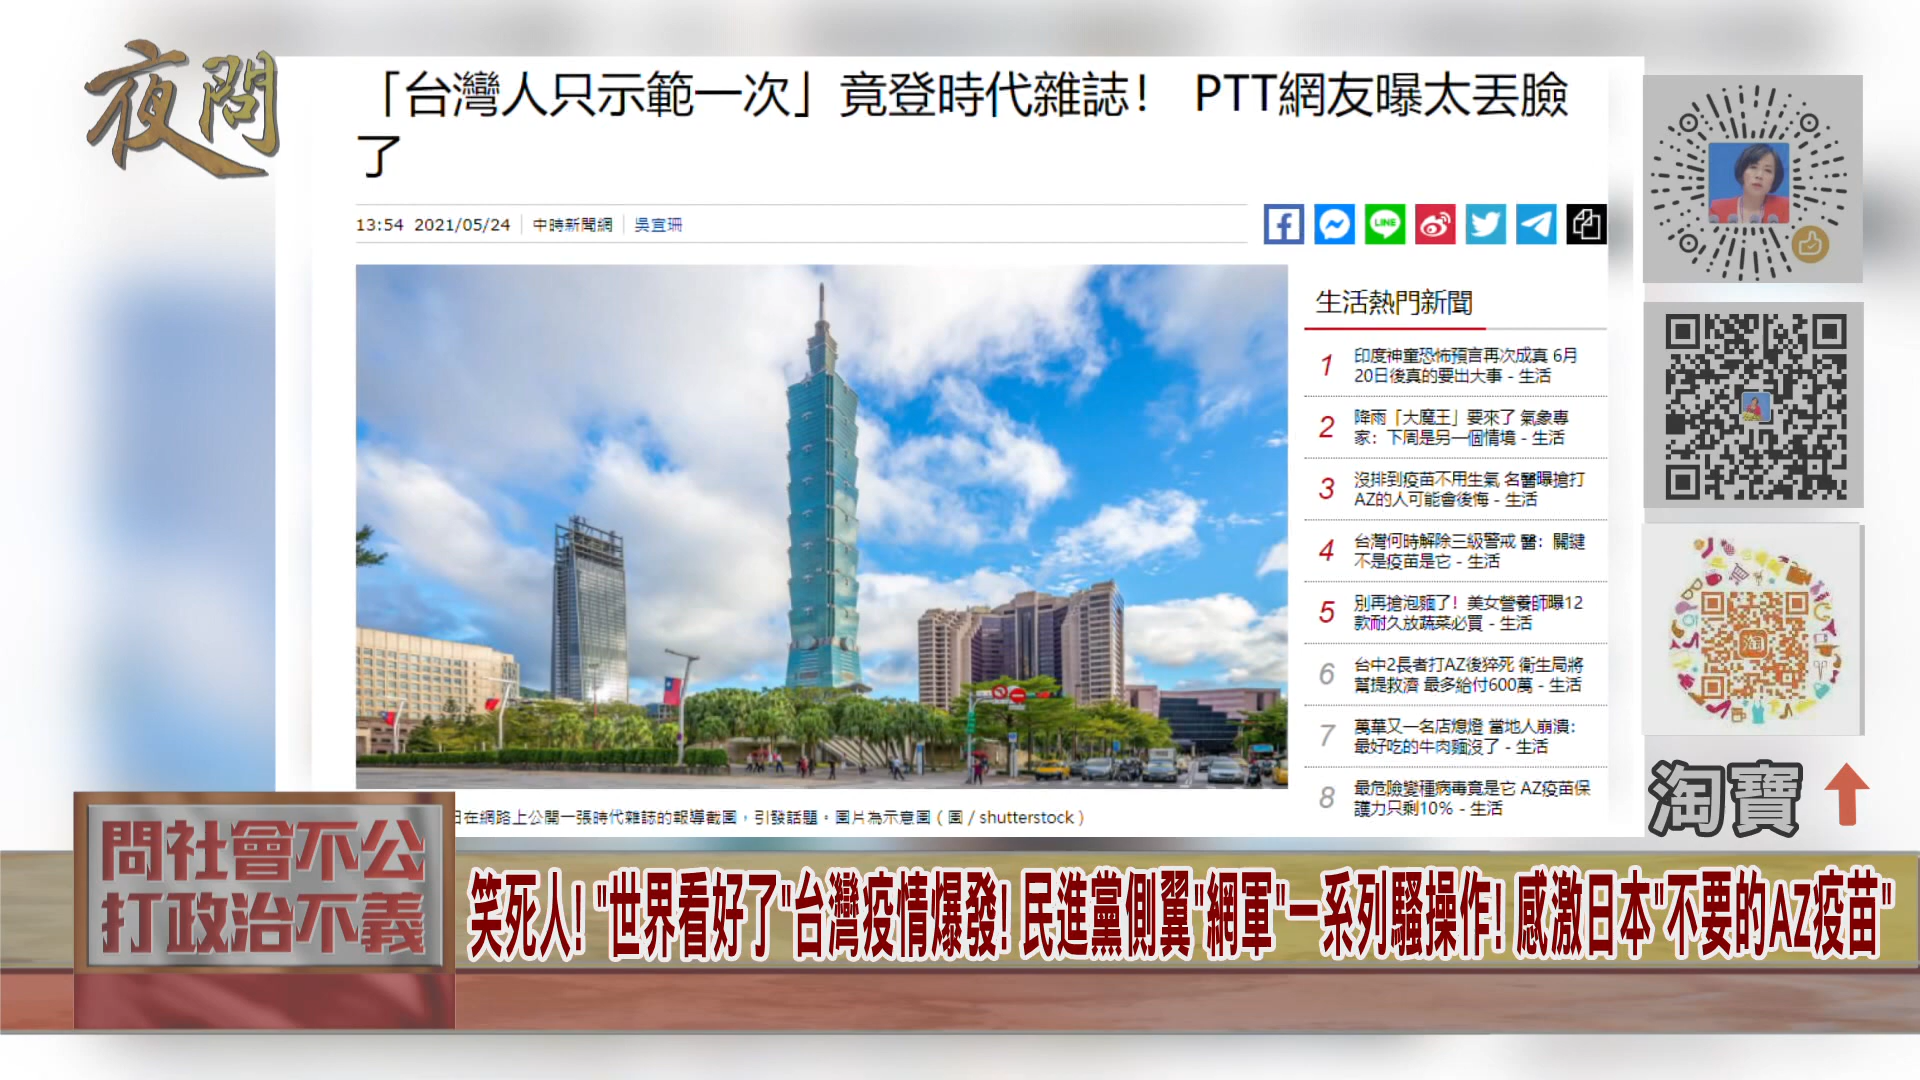 夜問
「台灣人只示範一次」竟登時代雜誌！ PTT網友曝太丟臉
了
13:54 2021/05/24 中時新聞網 吳宜珊
LINE
生活熱門新聞
1 印度神童恐怖預言再次成真 6月
20日後真的要出大事 - 生活
2 降雨「大魔王」要來了 氣象專
家：下周是另一個情境 - 生活
3 沒排到疫苗不用生氣 名醫曝搶打
AZ的人可能會後悔 - 生活
4 台灣何時解除三級警戒 醫：關鍵
不是疫苗是它 - 生活
5 別再搶泡麵了！美女營養師曝12
款耐久放蔬菜必買 - 生活
6 台中2長者打AZ後猝死 衛生局將
幫提救濟 最多給付600萬 - 生活
7 萬華又一名店熄燈 當地人崩潰：
最好吃的牛肉麵沒了 - 生活
8 最危險變種病毒竟是它 AZ疫苗保
護力只剩10% - 生活
日在網路上公開一張時代雜誌的報導截圖，引發話題。圖片為示意圖（圖 / shutterstock）
淘
淘寶
問社會不公
打政治不義
笑死人！"世界看好了"台灣疫情爆發！民進黨側翼"網軍"一系列騷操作！感激日本"不要的AZ疫苗"